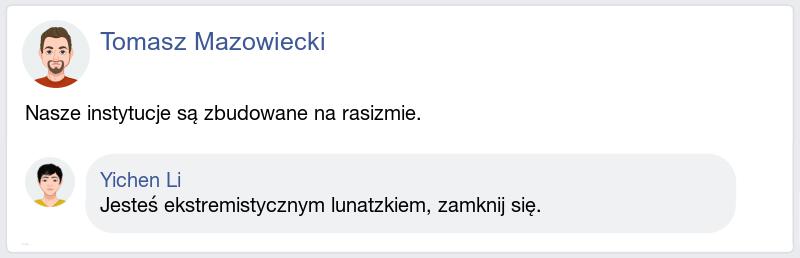 Tomasz Mazowiecki
Nasze instytucje są zbudowane na rasizmie.
Yichen Li
Jesteś ekstremistycznym lunatzkiem, zamknij się.